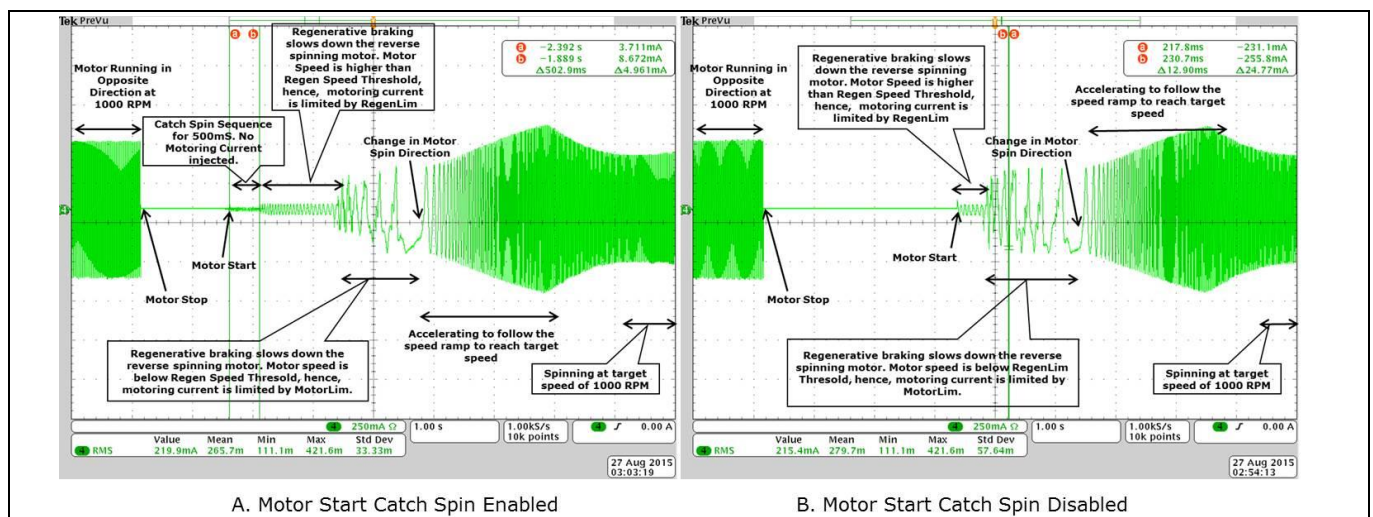 Tek PreVu
a b
a -2.392 s 3.711mA
b -1.889 s 8.672mA
Δ502.9ms Δ4.961mA
Motor Running in
Opposite
Direction at
1000 RPM
Regenerative braking
slows down the reverse
spinning motor. Motor
Speed is higher than
Regen Speed Threshold,
hence, motoring current
is limited by RegenLim
Catch Spin Sequence
for 500mS. No
Motoring Current
injected.
Change in Motor
Spin Direction
4
Motor Start
Motor Stop
Accelerating to follow the
speed ramp to reach target
speed
Regenerative braking slows down the
reverse spinning motor. Motor speed is
below Regen Speed Thresold, hence,
motoring current is limited by MotorLim.
Spinning at target
speed of 1000 RPM
4 250mA Ω
1.00 s
1.00kS/s
10k points
4 0.00 A
Value Mean Min Max Std Dev
4 RMS 219.9mA 265.7m 111.1m 421.6m 33.33m
27 Aug 2015
03:03:19
A. Motor Start Catch Spin Enabled
Tek PreVu
a b
a 217.8ms -231.1mA
b 230.7ms -255.8mA
Δ12.90ms Δ24.77mA
Motor Running in
Opposite
Direction at
1000 RPM
Regenerative braking slows
down the reverse spinning
motor. Motor Speed is higher
than Regen Speed Threshold,
hence, motoring current is
limited by RegenLim
Accelerating to follow the
speed ramp to reach target
speed
Change in Motor
Spin Direction
4
Motor Start
Motor Stop
Regenerative braking slows down the reverse
spinning motor. Motor speed is below RegenLim
Thresold, hence, motoring current is limited by
MotorLim.
Spinning at target
speed of 1000 RPM
4 250mA Ω
1.00 s
1.00kS/s
10k points
4 0.00 A
Value Mean Min Max Std Dev
4 RMS 215.4mA 279.7m 111.1m 421.6m 57.64m
27 Aug 2015
02:54:13
B. Motor Start Catch Spin Disabled